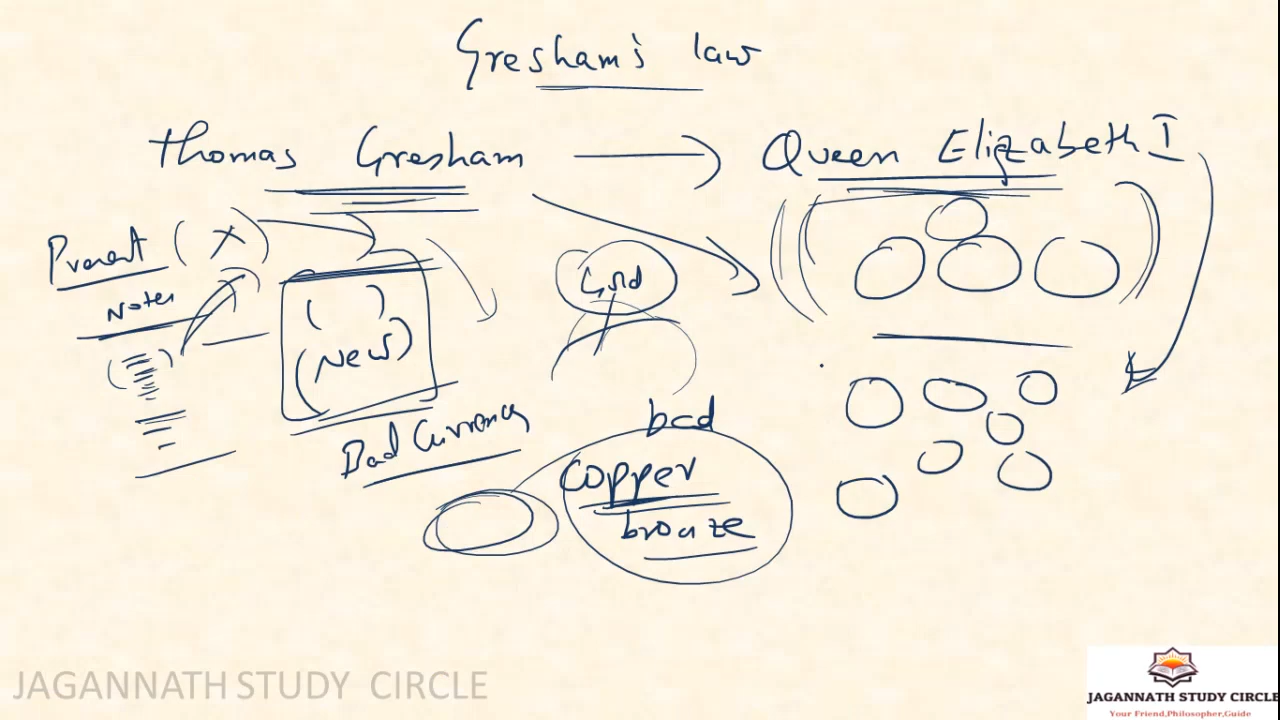 Gresham's law
Thomas Gresham → Queen Elizabeth I
Present ( x )
Notes
(New)
Gold
Bad Currency
bad
copper
bronze
JAGANNATH STUDY CIRCLE
JAGANNATH STUDY CIRCLE
Your Friend,Philosopher,Guide